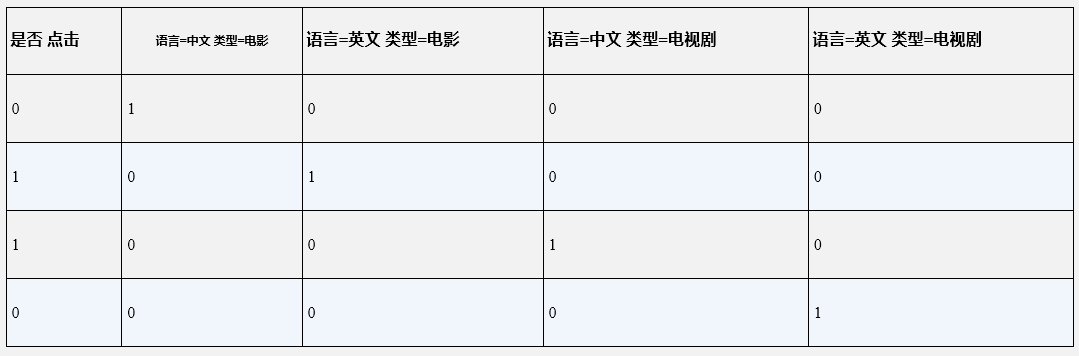 是否 点击 语言=中文 类型=电影 语言=英文 类型=电影 语言=中文 类型=电视剧 语言=英文 类型=电视剧
0 1 0 0 0
1 0 1 0 0
1 0 0 1 0
0 0 0 0 1